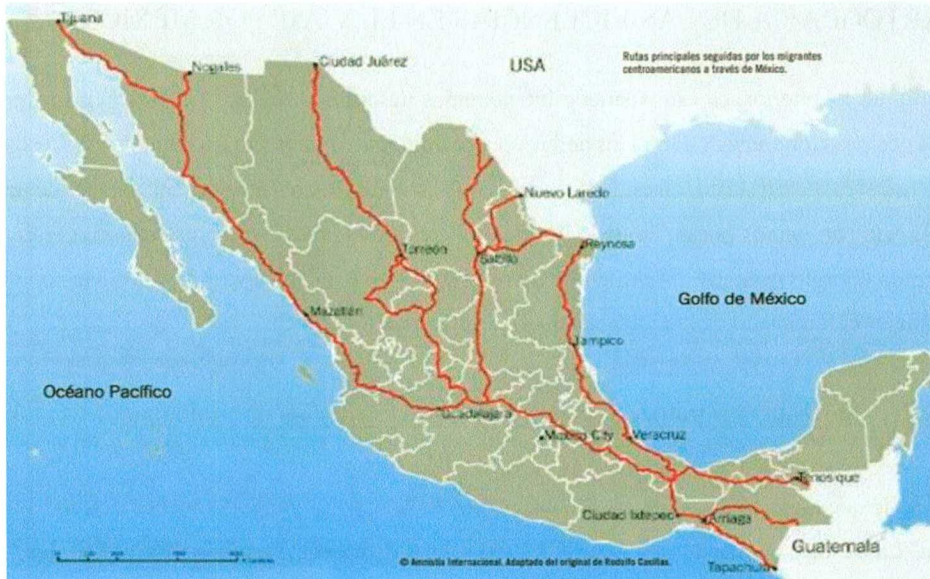 Tijuana
Nogales
Ciudad Juárez
USA
Rutas principales seguidas por los migrantes
centroamericanos a través de México.
Nuevo Laredo
Torreón
Saltillo
Reynosa
Golfo de México
Mazatlán
Tampico
Océano Pacífico
Guadalajara
Mexico City
Veracruz
Tenosique
Ciudad Ixtepec
Arriaga
Guatemala
© Amnistía Internacional. Adaptado del original de Rodolfo Casillas.
Tapachula